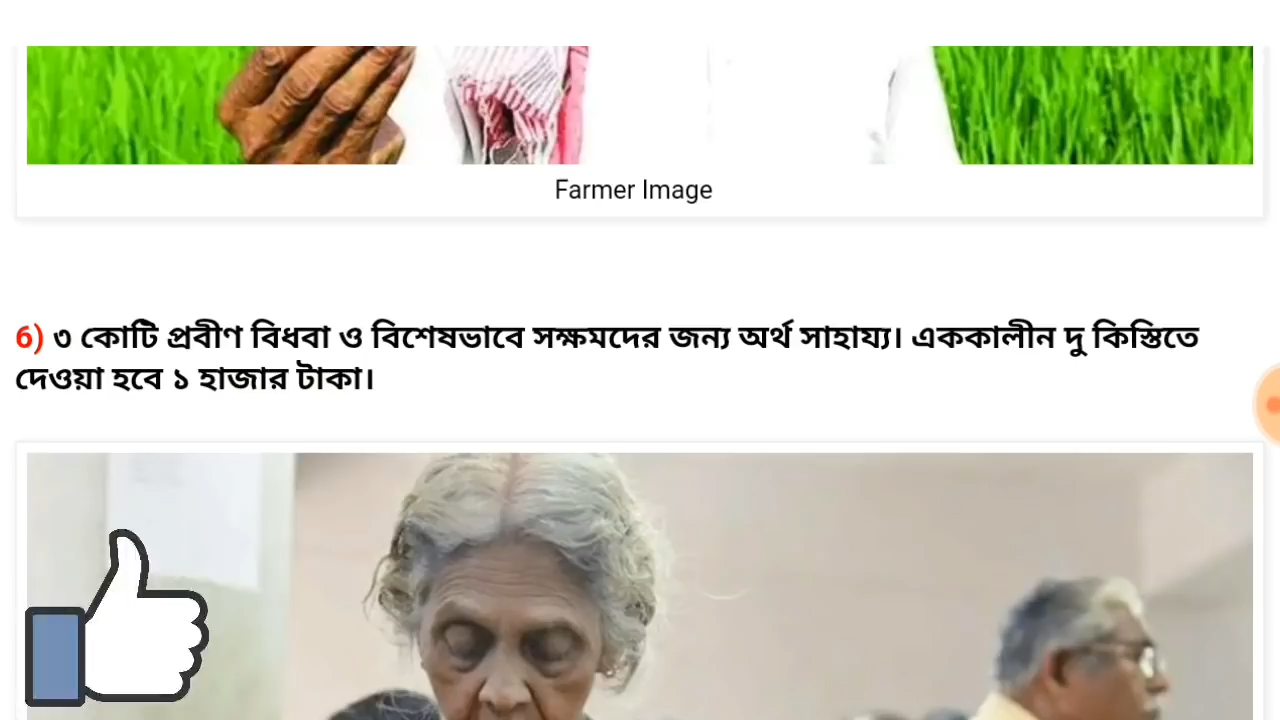 Farmer Image
6) ৩ কোটি প্রবীণ বিধবা ও বিশেষভাবে সক্ষমদের জন্য অর্থ সাহায্য। এককালীন দু কিস্তিতে
দেওয়া হবে ১ হাজার টাকা।